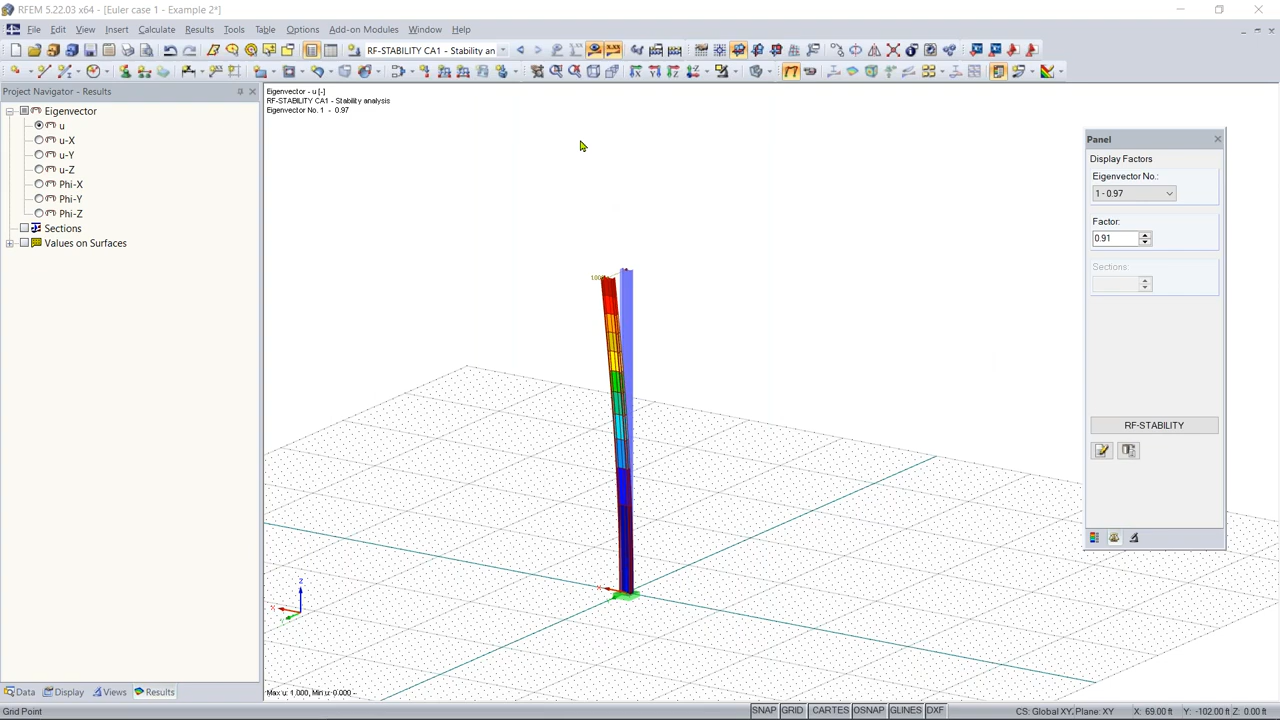 RFEM 5.22.03 x64 - [Euler case 1 - Example 2*]
File Edit View Insert Calculate Results Tools Table Options Add-on Modules Window Help
RF-STABILITY CA1 - Stability an
Project Navigator - Results
Eigenvector
u
u-X
u-Y
u-Z
Phi-X
Phi-Y
Phi-Z
Sections
Values on Surfaces
Data Display Views Results
Eigenvector - u [-]
RF-STABILITY CA1 - Stability analysis
Eigenvector No. 1 - 0.97
Z
X
Max u: 1.000, Min u: 0.000 -
Panel
Display Factors
Eigenvector No.:
1 - 0.97
Factor:
0.91
Sections:
RF-STABILITY
Grid Point
SNAP GRID CARTES OSNAP GLINES DXF CS: Global XY, Plane: XY X: 69.00 ft Y: -102.00 ft Z: 0.00 ft